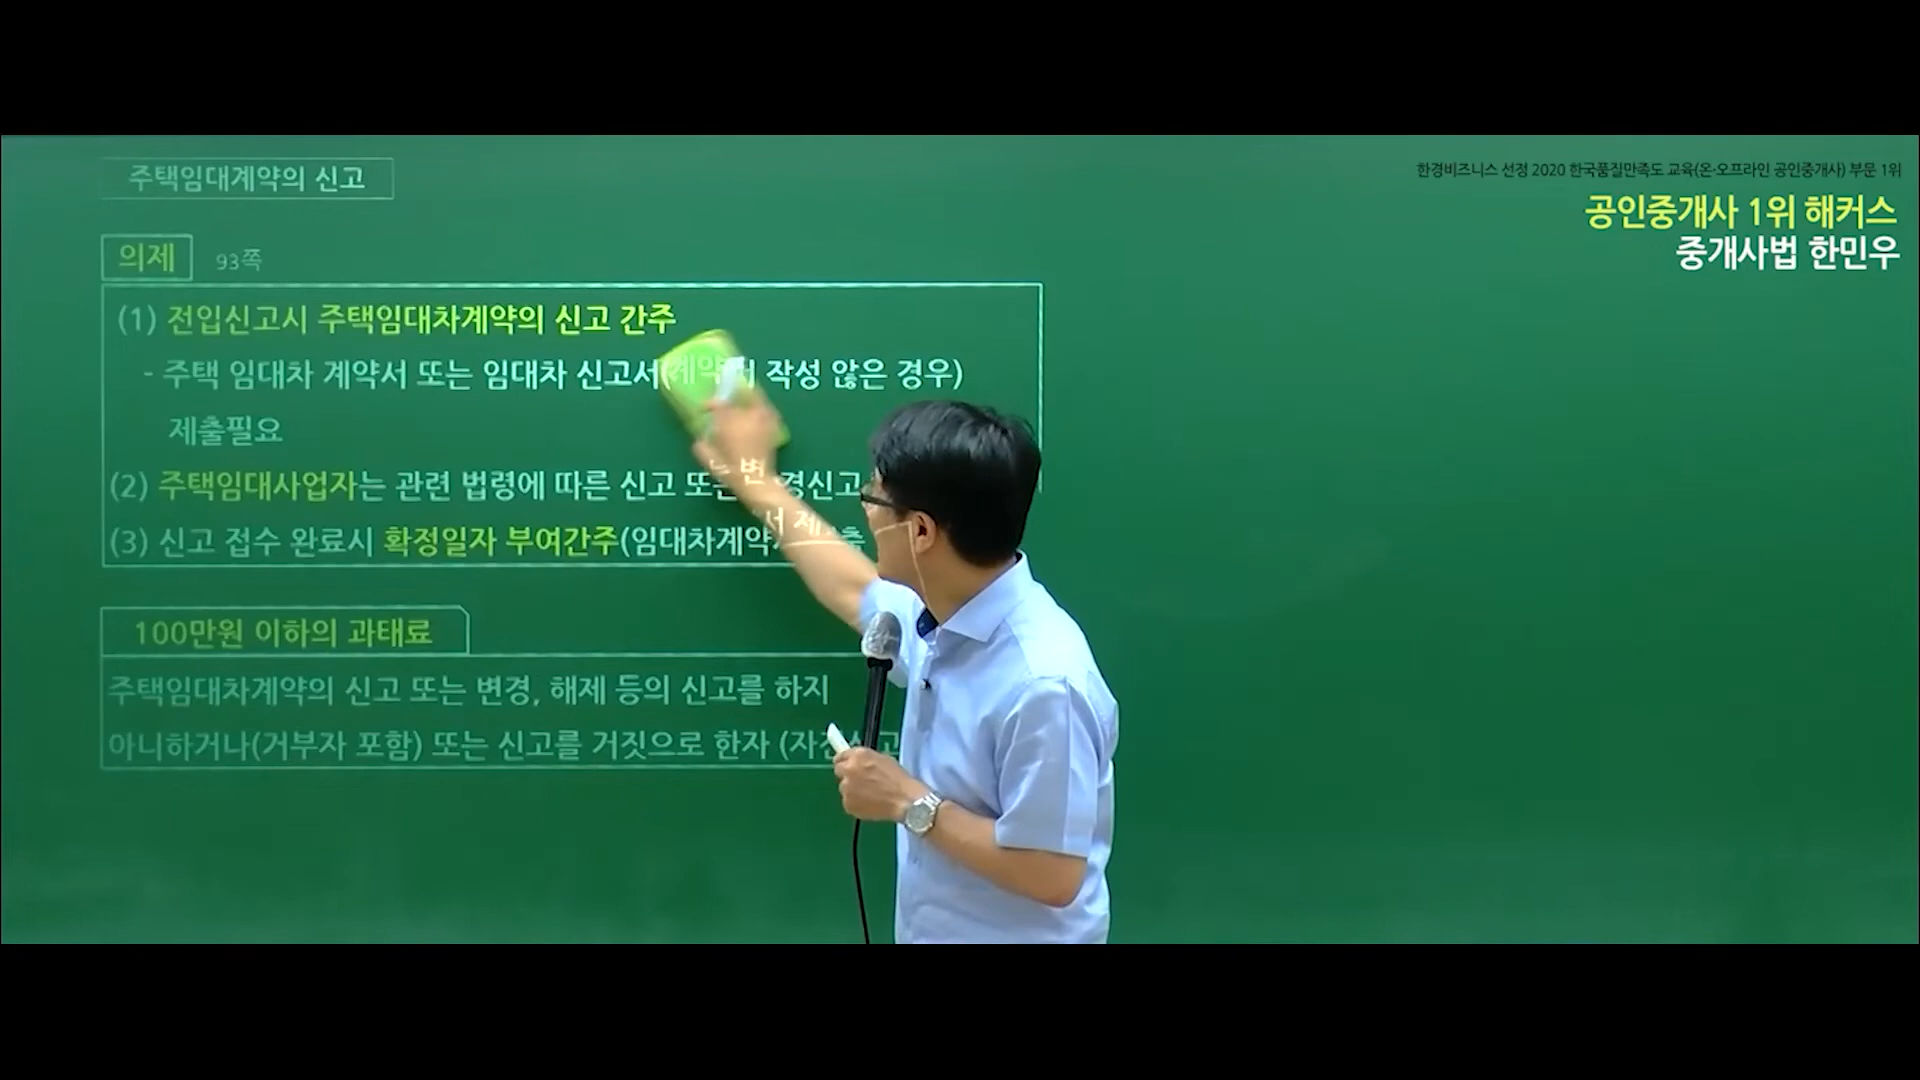 주택임대계약의 신고
한경비즈니스 선정 2020 한국품질만족도 교육(온·오프라인 공인중개사) 부문 1위
공인중개사 1위 해커스
중개사법 한민우
의제 93쪽
(1) 전입신고시 주택임대차계약의 신고 간주
- 주택 임대차 계약서 또는 임대차 신고서(계약서 작성 않은 경우)
제출필요
(2) 주택임대사업자는 관련 법령에 따른 신고 또는 변경신고
(3) 신고 접수 완료시 확정일자 부여간주(임대차계약서 제출
100만원 이하의 과태료
주택임대차계약의 신고 또는 변경, 해제 등의 신고를 하지
아니하거나(거부자 포함) 또는 신고를 거짓으로 한자